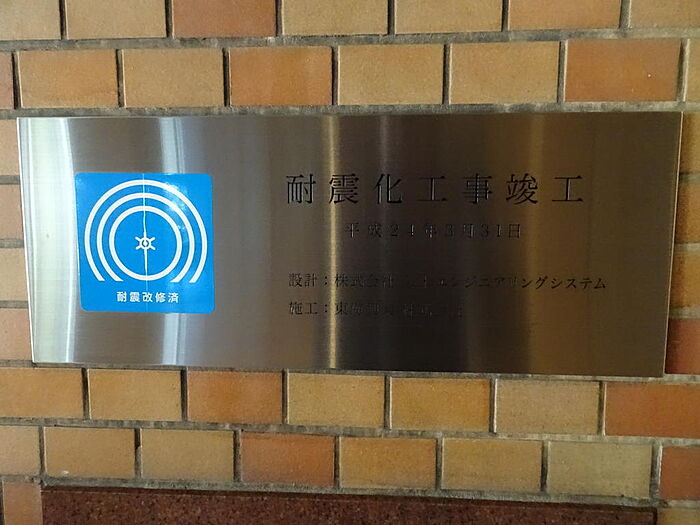 耐震化工事竣工
平成24年3月31日
設計：株式会社 エンジニアリングシステム
施工：東
耐震改修済